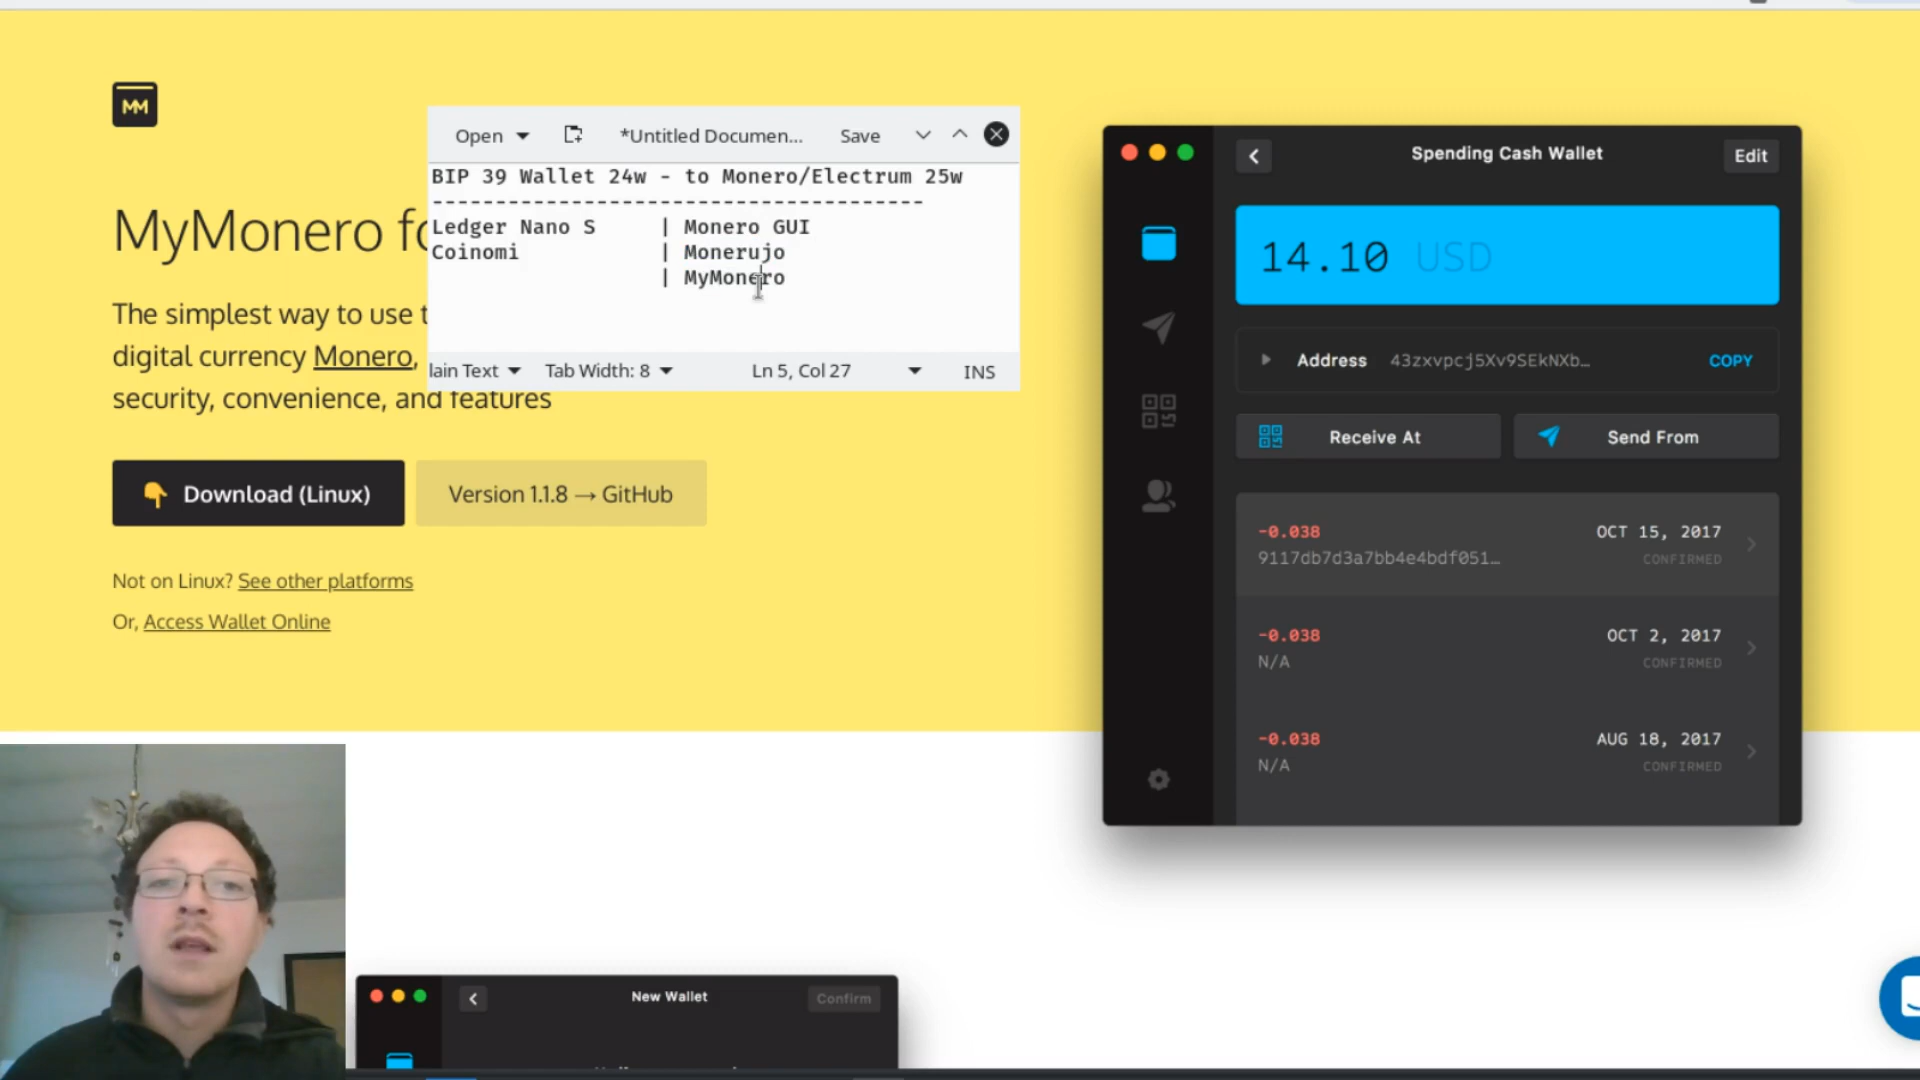 MM
MyMonero fo
The simplest way to use t
digital currency Monero,
security, convenience, and features
Download (Linux)
Version 1.1.8 → GitHub
Not on Linux? See other platforms
Or, Access Wallet Online
Open
*Untitled Documen...
Save
BIP 39 Wallet 24w - to Monero/Electrum 25w
---------------------------------------
Ledger Nano S | Monero GUI
Coinomi | Monerujo
| MyMonero
lain Text
Tab Width: 8
Ln 5, Col 27
INS
Spending Cash Wallet
Edit
14.10 USD
Address 43zxvpcj5Xv9SEkNXb… COPY
Receive At
Send From
-0.038 OCT 15, 2017
9117db7d3a7bb4e4bdf051… CONFIRMED
-0.038 OCT 2, 2017
N/A CONFIRMED
-0.038 AUG 18, 2017
N/A CONFIRMED
New Wallet
Confirm